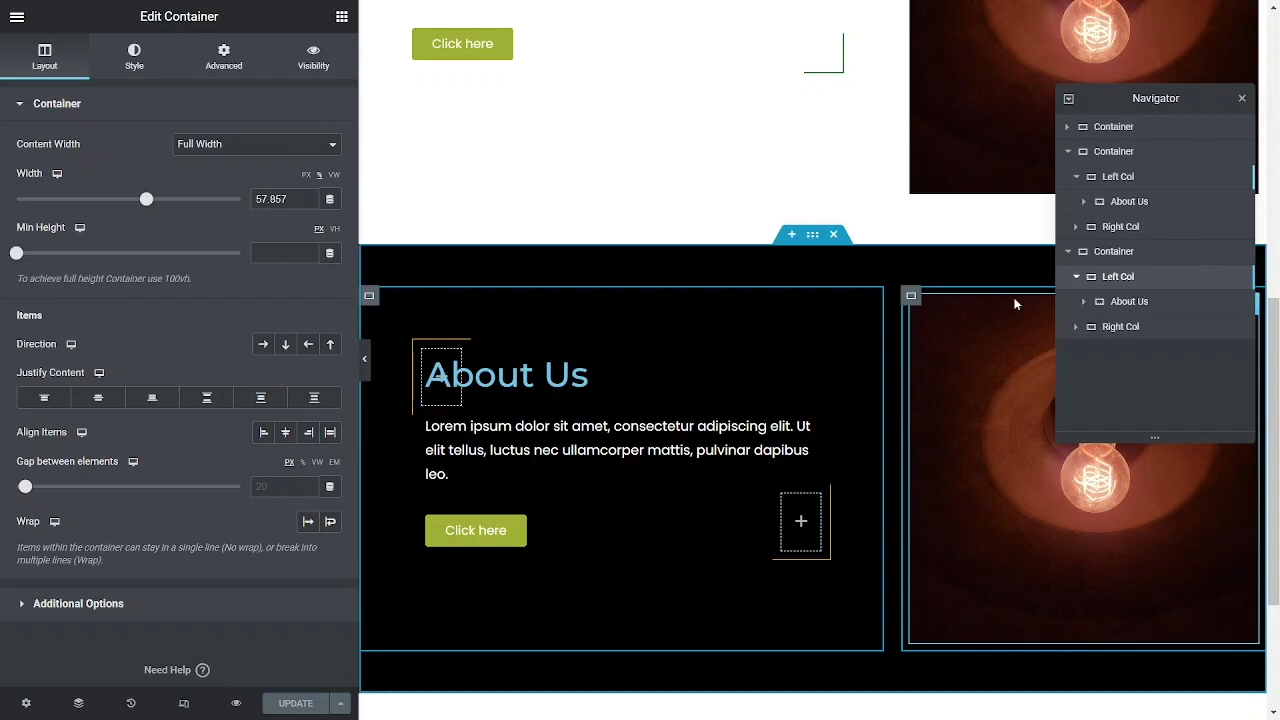 Edit Container
Layout
Style
Advanced
Visibility
Container
Content Width
Full Width
Width
PX % VW
57.857
Min Height
PX VH
To achieve full height Container use 100vh.
Items
Direction
Justify Content
Align Items
Gap between elements
PX % VW EM
20
Wrap
Items within the container can stay in a single line (No wrap), or break into
multiple lines (Wrap).
Additional Options
Need Help ?
UPDATE
Click here
About Us
Lorem ipsum dolor sit amet, consectetur adipiscing elit. Ut
elit tellus, luctus nec ullamcorper mattis, pulvinar dapibus
leo.
Click here
Navigator
Container
Container
Left Col
About Us
Right Col
Container
Left Col
About Us
Right Col